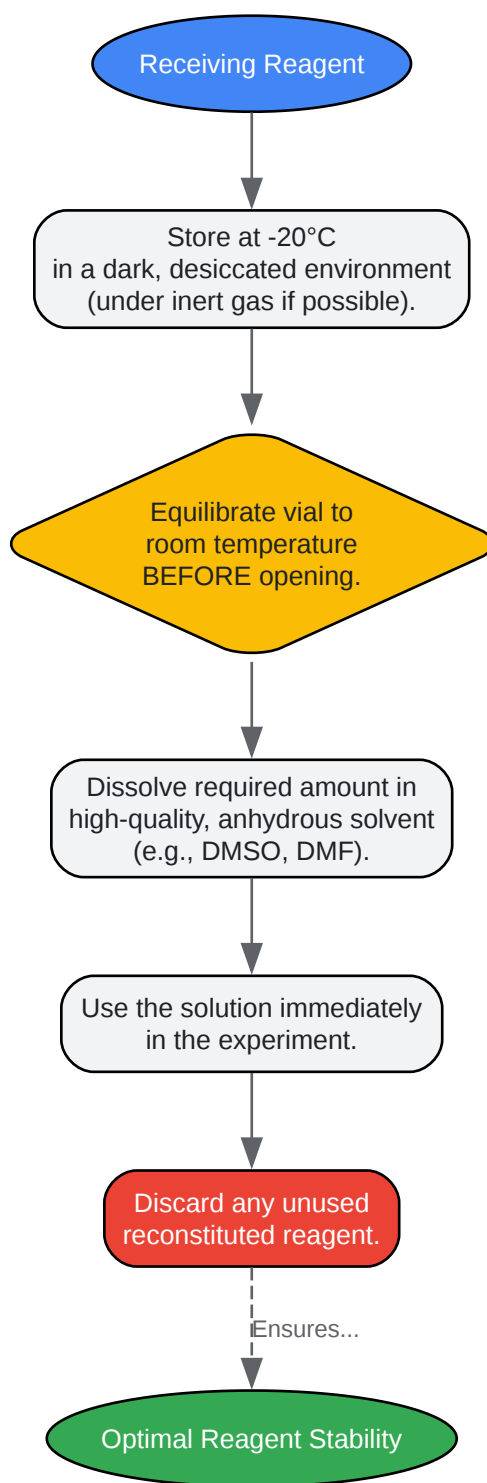 Receiving Reagent
Store at -20°C
in a dark, desiccated environment
(under inert gas if possible).
Equilibrate vial to
room temperature
BEFORE opening.
Dissolve required amount in
high-quality, anhydrous solvent
(e.g., DMSO, DMF).
Use the solution immediately
in the experiment.
Discard any unused
reconstituted reagent.
Ensures...
Optimal Reagent Stability